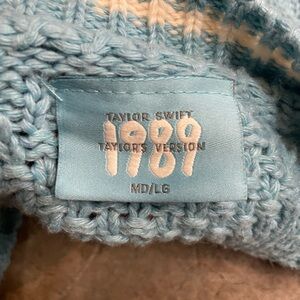 TAYLOR SWIFT
1989
TAYLOR'S VERSION
MD/LG